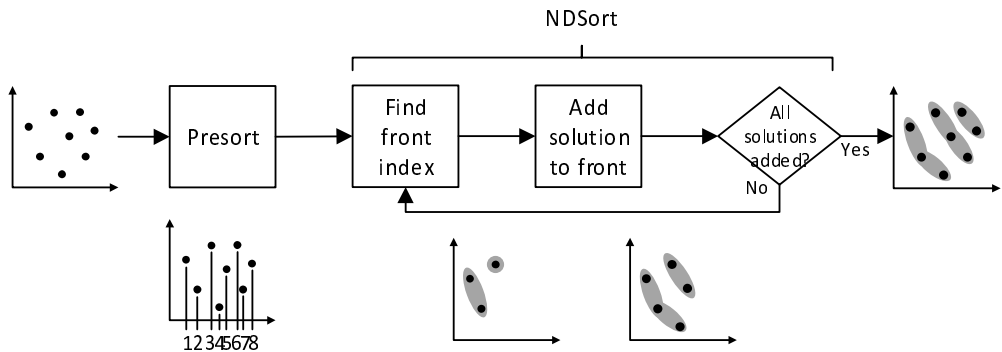 NDSort
Presort
Find
front
index
Add
solution
to front
All
solutions
added?
Yes
No
12345678